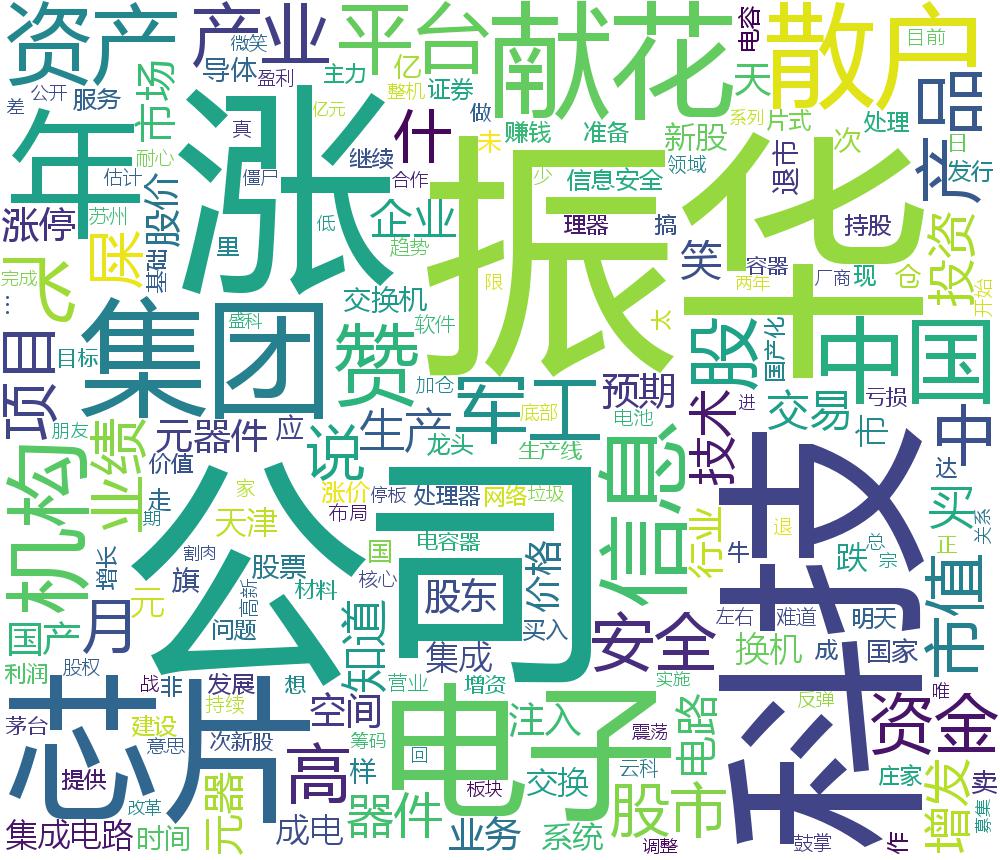 资产
产业
微笑
导体
盈利
主力
平台
亿
整机
证券
献花
电容
散户
目前
差
公开
服务
市场
真
亿元
什
做
未
赚钱
准备
新股
天
系列
片式
次
处理
产品
日
发行
年
涨
耐心
估计
继续
僵尸
合作
少
信息安全
领域
退市
涨停
苏州
屎
股价
里
低
企业
趋势
振华
理器
搞
持股
飞
完成
基础
交换机
限
笑
容器
厂商
现
仓
投资
两年
开始
…
集团
盛科
软件
赞
太
股
国产化
中国
项目
目标
加仓
军工
预期
底部
电池
进
技术
交易
亏损
朋友
业绩
元器件
应
说
生产
龙头
生产线
信息
科技
市
中
机构
价值
走
期
家
天津
涨价
停板
处理器
网络
垃圾
布局
达
买
关系
公司
国
电容器
行业
退
牛
跌
总
宗
正
增长
旗
割肉
股票
高新
核心
材料
股东
价格
市值
国产
月
元
问题
知道
集成
买入
安全
左右
难道
明天
换机
成
国家
利润
股权
战
非
发展
想
营业
增资
实施
芯片
持续
空间
电子
注入
电路
反弹
唯
资金
茅台
建设
意思
次新股
高
筹码
样
回
震荡
云科
庄家
提供
改革
元器
器件
板块
交换
股市
增发
卖
募集
集成电路
时间
成电
业务
系统
调整
鼓掌
作